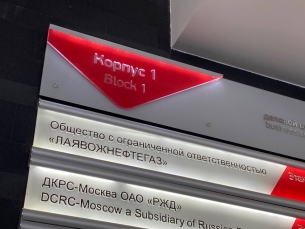 Корпус 1
Block 1
Общество с ограниченной ответственностью
«ЛАЯВОЖНЕФТЕГАЗ»
ДКРС-Москва ОАО «РЖД»
DCRC-Moscow a Subsidiary of Russian